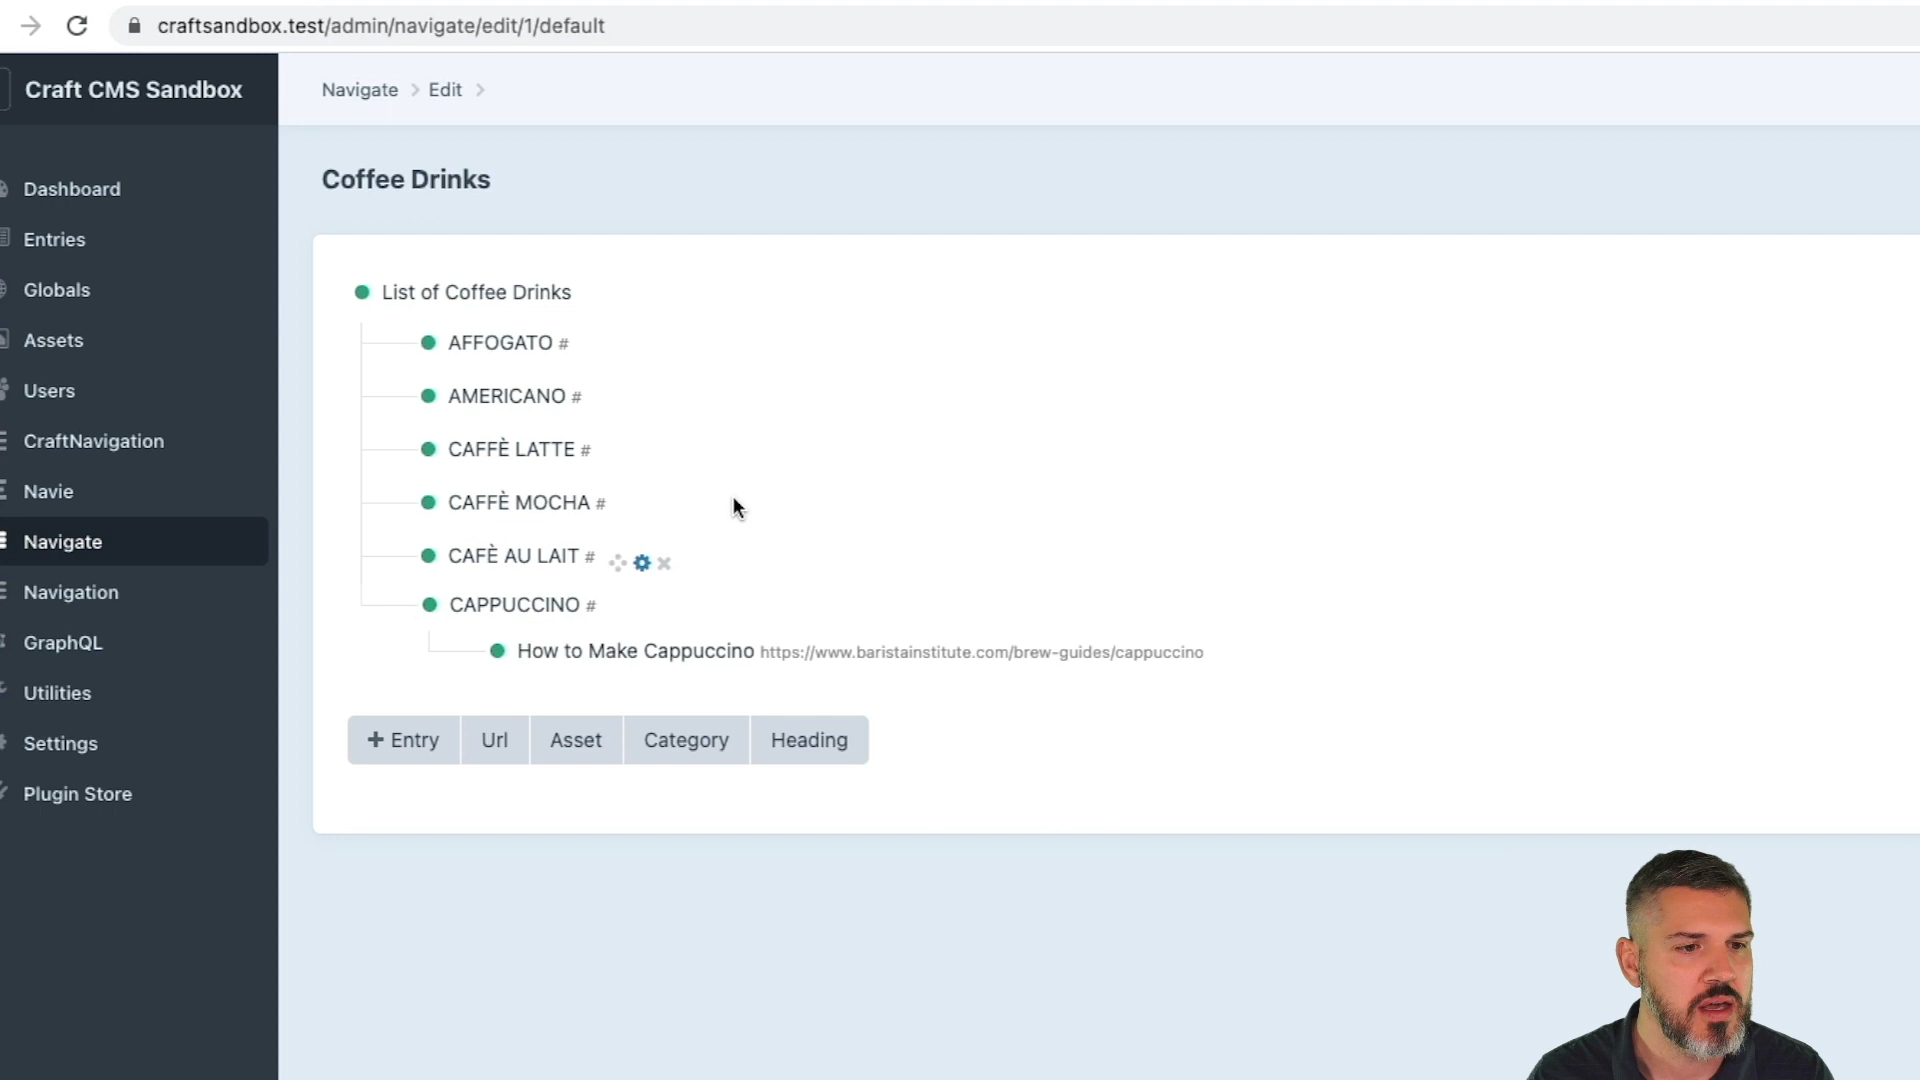 craftsandbox.test/admin/navigate/edit/1/default
Craft CMS Sandbox
Navigate > Edit >
Dashboard
Entries
Globals
Assets
Users
CraftNavigation
Navie
Navigate
Navigation
GraphQL
Utilities
Settings
Plugin Store
Coffee Drinks
List of Coffee Drinks
AFFOGATO #
AMERICANO #
CAFFÈ LATTE #
CAFFÈ MOCHA #
CAFÈ AU LAIT #
CAPPUCCINO #
How to Make Cappuccino https://www.baristainstitute.com/brew-guides/cappuccino
+ Entry Url Asset Category Heading